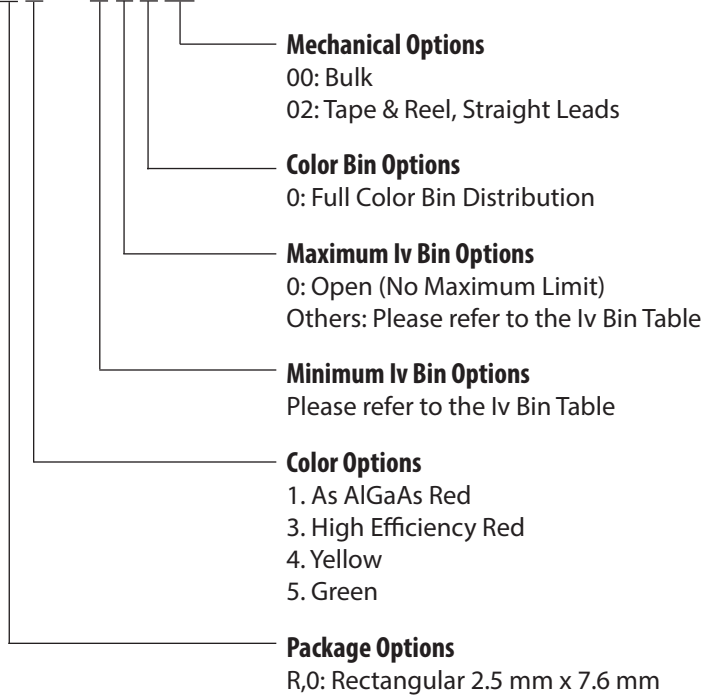 Mechanical Options
00: Bulk
02: Tape & Reel, Straight Leads
Color Bin Options
0: Full Color Bin Distribution
Maximum Iv Bin Options
0: Open (No Maximum Limit)
Others: Please refer to the Iv Bin Table
Minimum Iv Bin Options
Please refer to the Iv Bin Table
Color Options
1. As AlGaAs Red
3. High Efficiency Red
4. Yellow
5. Green
Package Options
R,0: Rectangular 2.5 mm x 7.6 mm